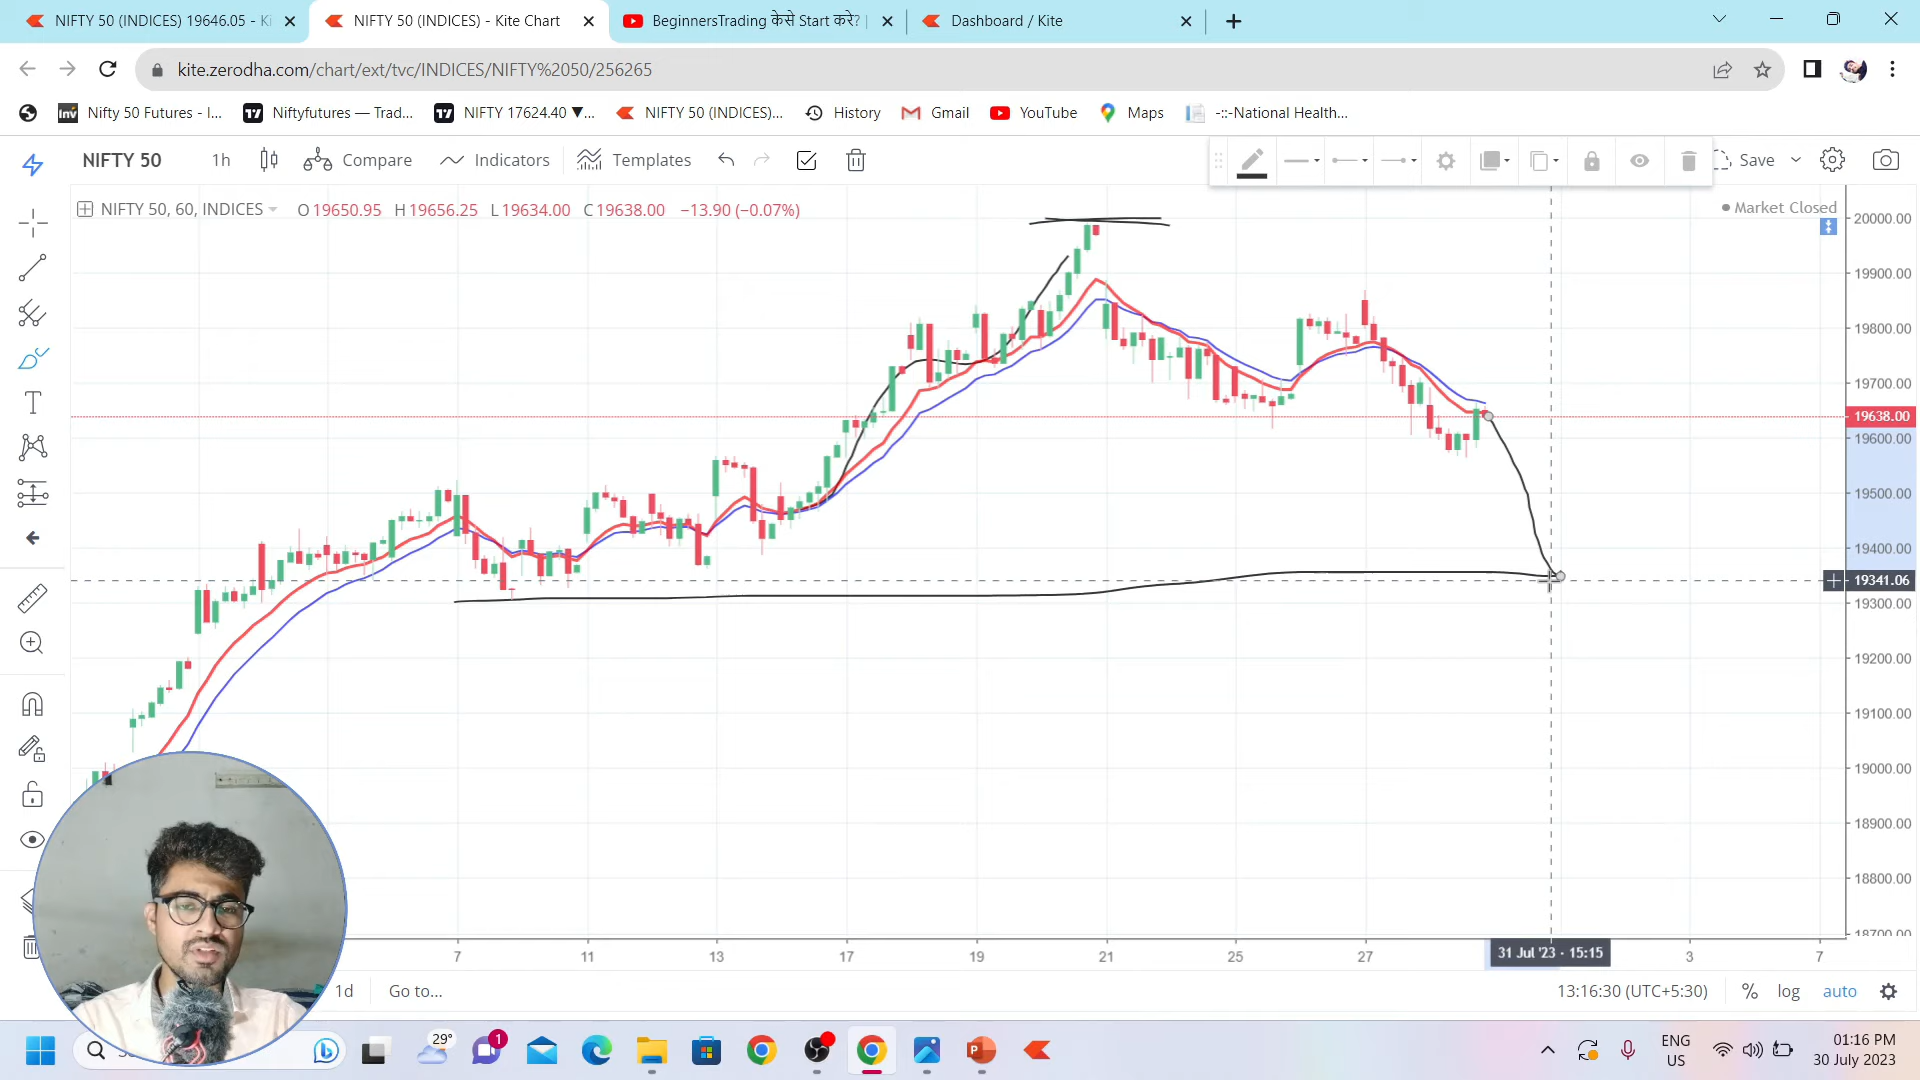 NIFTY 50 (INDICES) 19646.05 - Ki
NIFTY 50 (INDICES) - Kite Chart
BeginnersTrading केसे Start करे? |
Dashboard / Kite
kite.zerodha.com/chart/ext/tvc/INDICES/NIFTY%2050/256265
Nifty 50 Futures - I...
Niftyfutures — Trad...
NIFTY 17624.40 ▼...
NIFTY 50 (INDICES)...
History
Gmail
YouTube
Maps
-::-National Health...
NIFTY 50
1h
Compare
Indicators
Templates
Save
NIFTY 50, 60, INDICES
O 19650.95 H 19656.25 L 19634.00 C 19638.00 −13.90 (−0.07%)
Market Closed
20000.00
19900.00
19800.00
19700.00
19638.00
19600.00
19500.00
19400.00
19341.06
19300.00
19200.00
19100.00
19000.00
18900.00
18800.00
18700.00
7 11 13 17 19 21 25 27 31 Jul '23 · 15:15 3 7
1d
Go to...
13:16:30 (UTC+5:30)
%
log
auto
29°
1
ENG
US
01:16 PM
30 July 2023